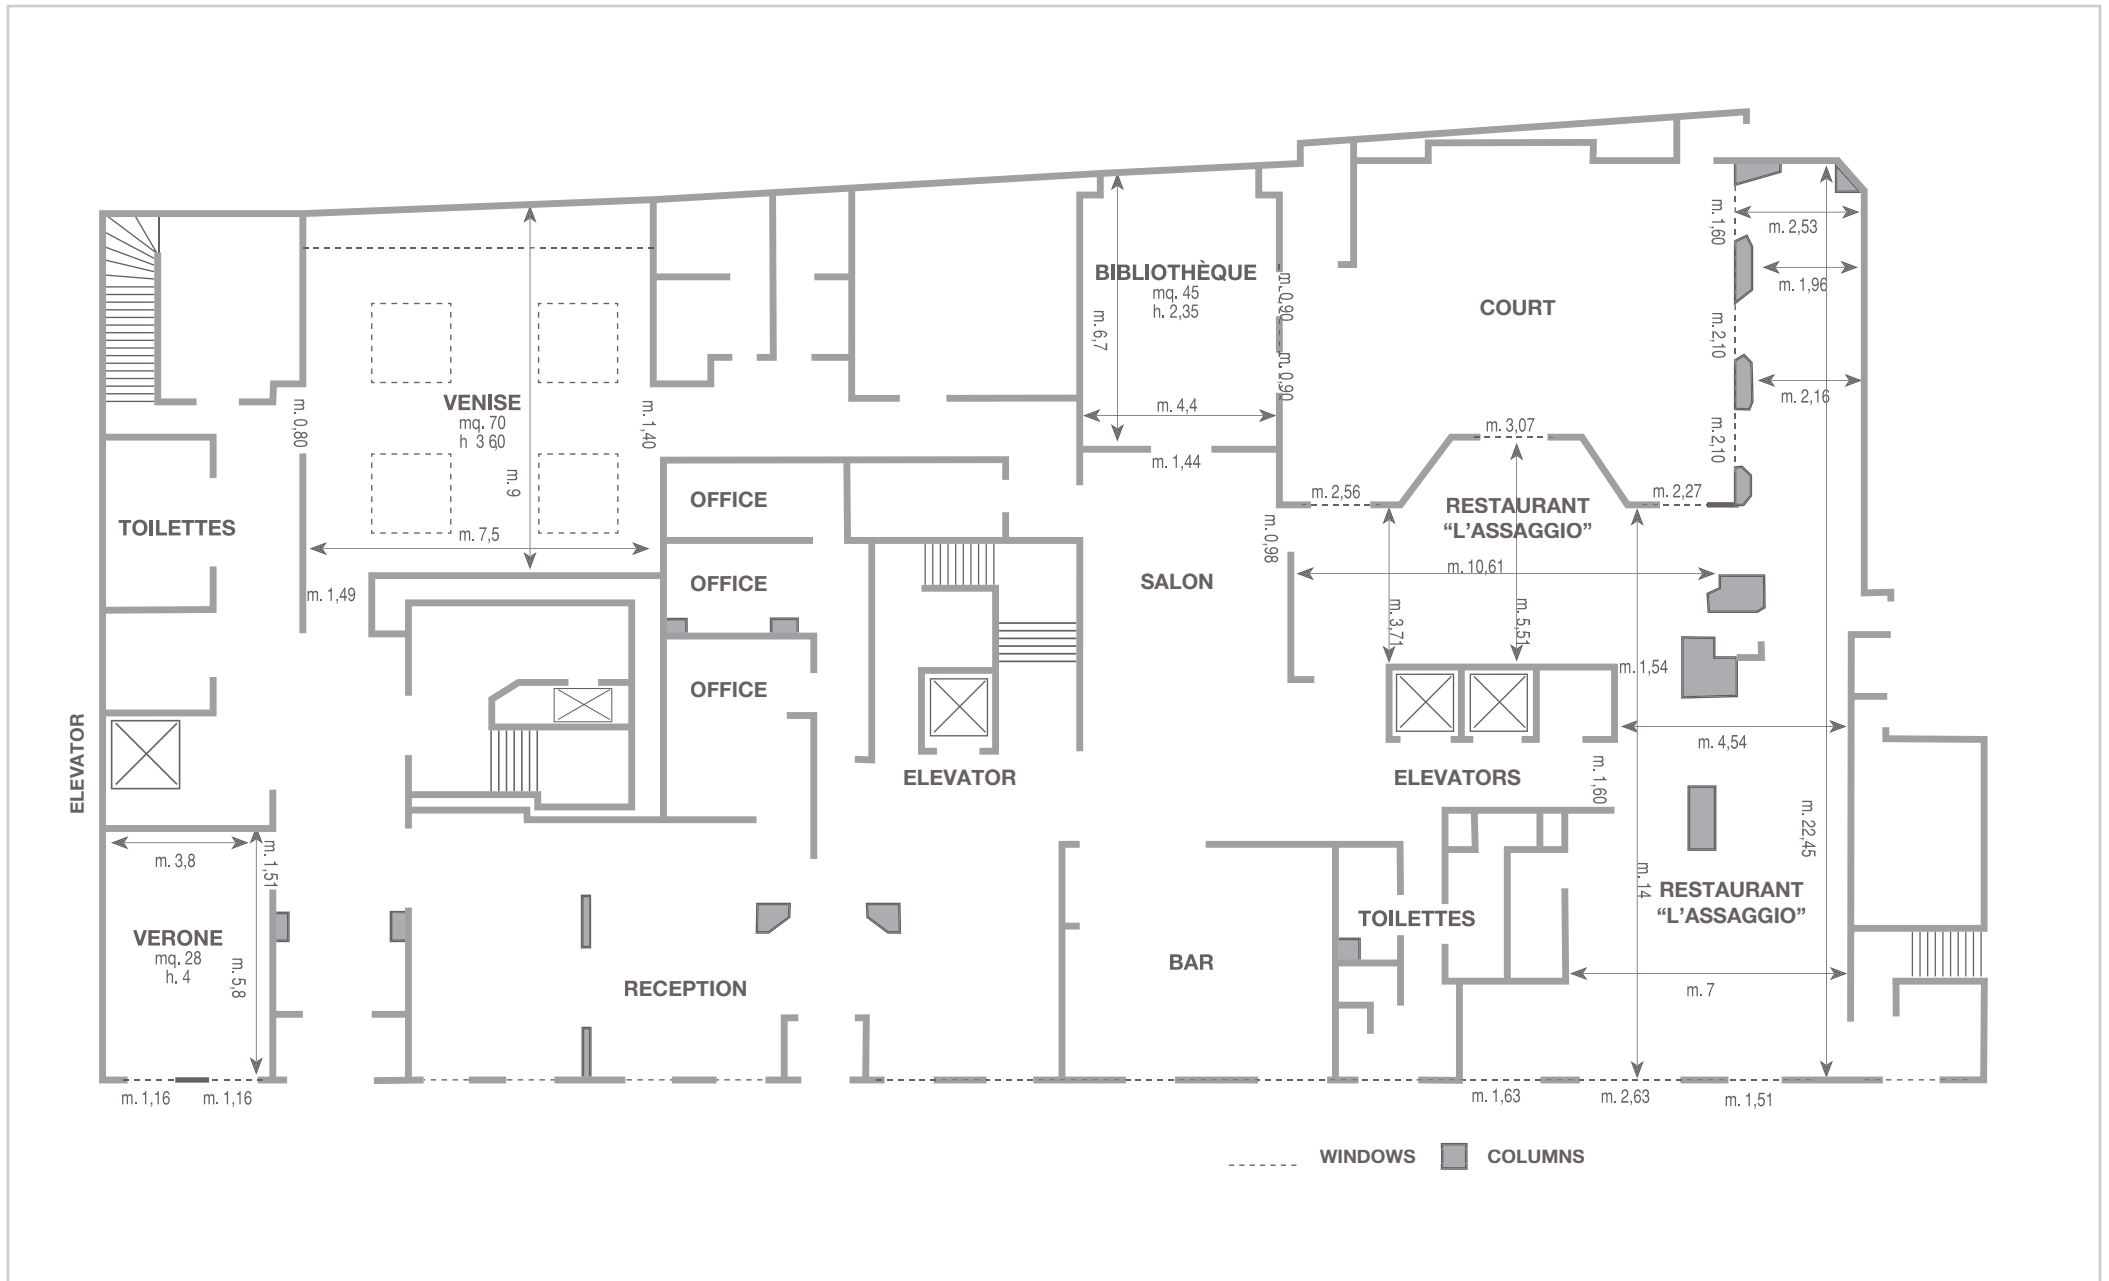 m. 1,60
m. 2,53
m. 1,96
BIBLIOTHÈQUE
mq. 45
h. 2,35
m. 0,90
COURT
m. 6,7
m. 2,10
m. 0,90
m. 2,16
VENISE
mq. 70
h 3 60
m. 0,80
m. 1,40
m. 4,4
m. 3,07
m. 2,10
m. 1,44
m. 9
OFFICE
m. 2,56
m. 2,27
RESTAURANT
“L’ASSAGGIO”
TOILETTES
m. 7,5
m. 0,98
m. 10,61
OFFICE
SALON
m. 1,49
m. 3,71
m. 5,51
m. 1,54
OFFICE
m. 4,54
ELEVATOR
ELEVATOR
ELEVATORS
m. 1,60
m. 22,45
m. 3,8
m. 1,51
m. 14
RESTAURANT
“L’ASSAGGIO”
TOILETTES
VERONE
mq. 28
h. 4
m. 5,8
BAR
RECEPTION
m. 7
m. 1,16
m. 1,16
m. 1,63
m. 2,63
m. 1,51
WINDOWS
COLUMNS